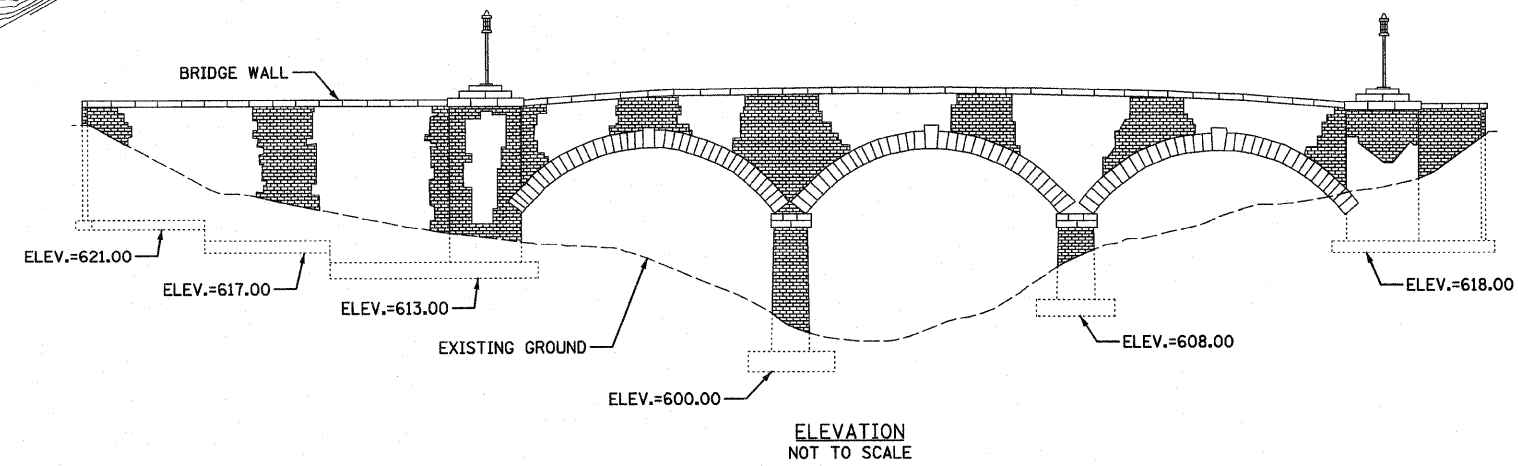 BRIDGE WALL
ELEV.=621.00
ELEV.=617.00
ELEV.=613.00
ELEV.=618.00
EXISTING GROUND
ELEV.=608.00
ELEV.=600.00
ELEVATION
NOT TO SCALE